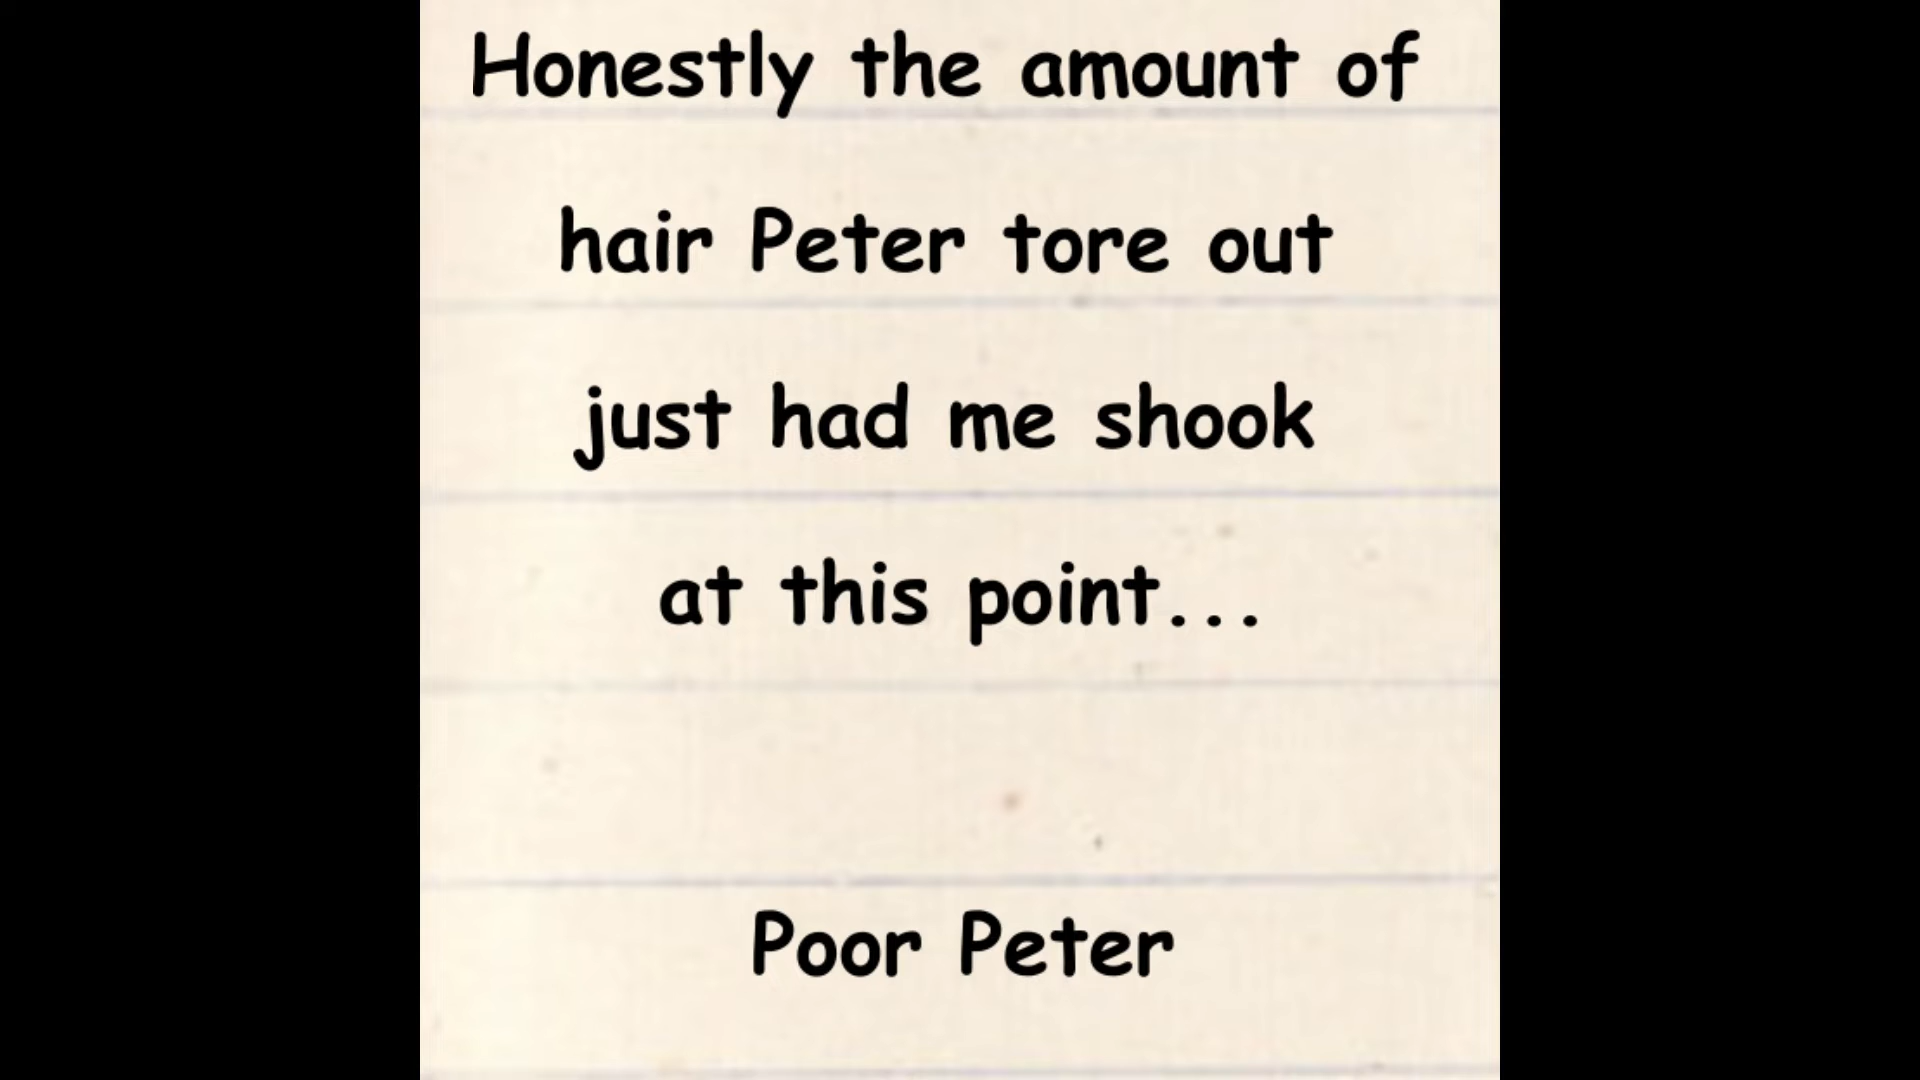 Honestly the amount of
hair Peter tore out
just had me shook
at this point...
Poor Peter